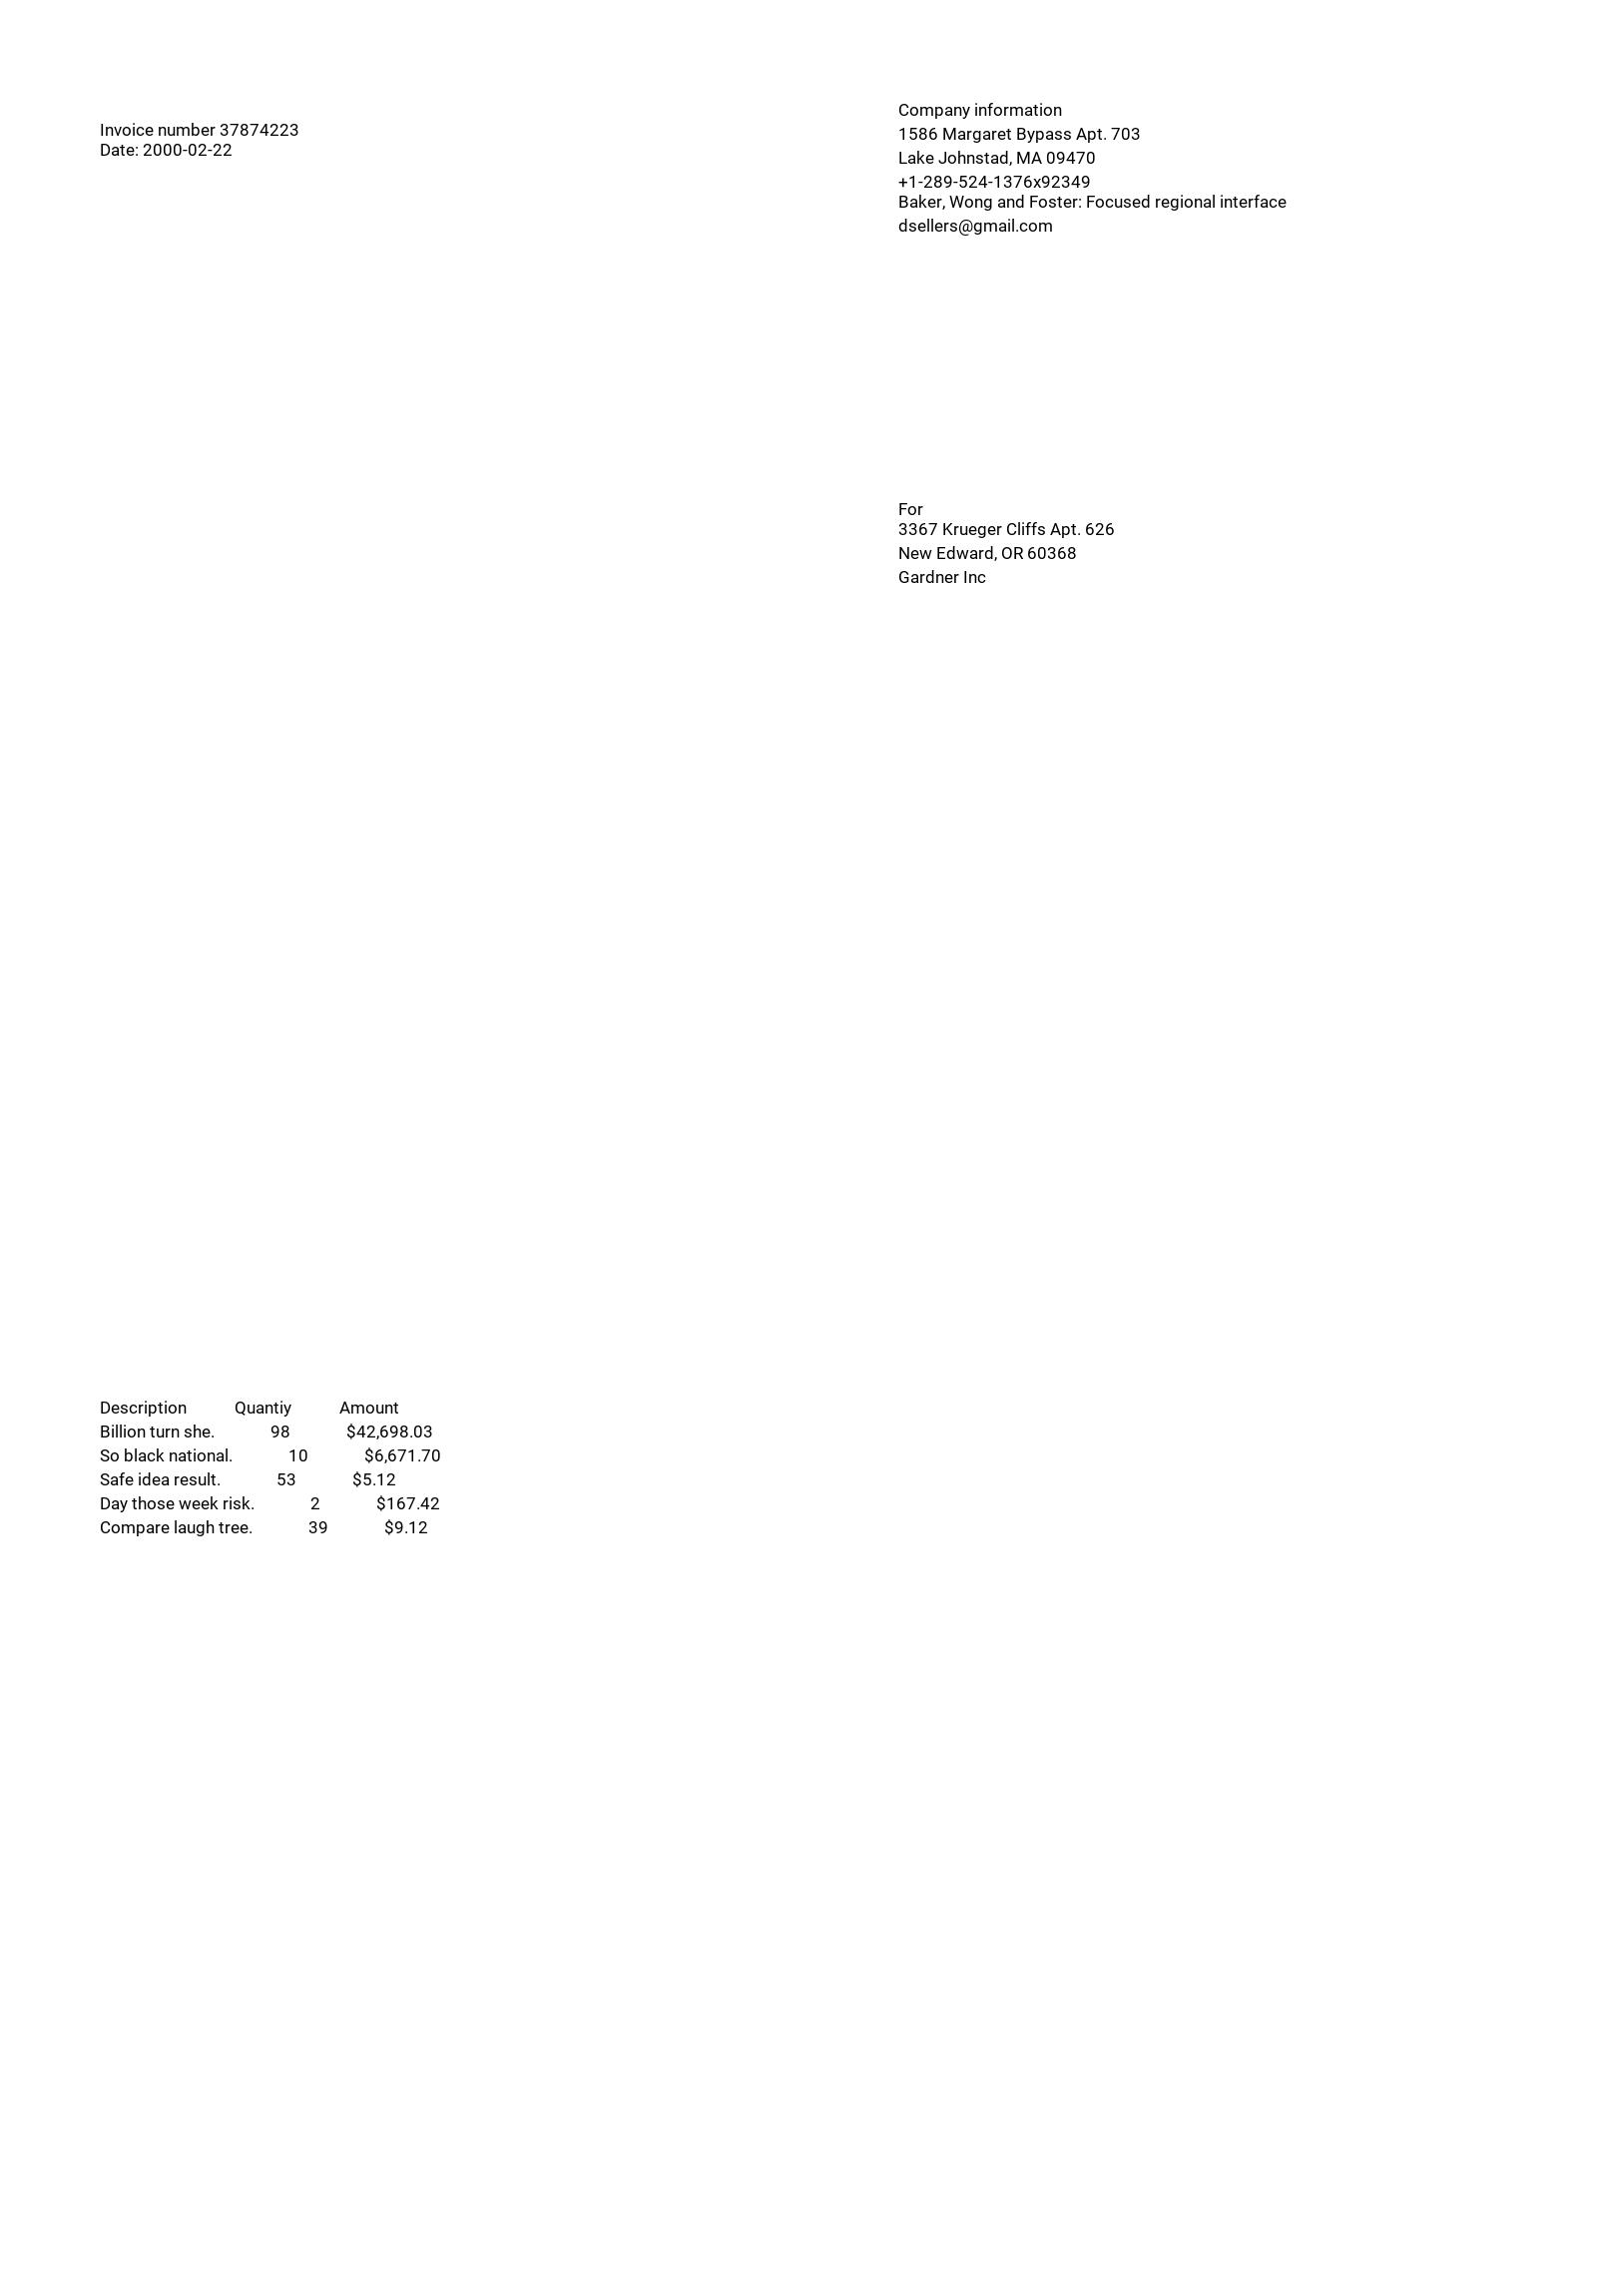 Invoice number 37874223
Date: 2000-02-22
Company information
1586 Margaret Bypass Apt. 703
Lake Johnstad, MA 09470
+1-289-524-1376x92349
Baker, Wong and Foster: Focused regional interface
dsellers@gmail.com
For
3367 Krueger Cliffs Apt. 626
New Edward, OR 60368
Gardner Inc
Description Quantiy Amount
Billion turn she. 98 $42,698.03
So black national. 10 $6,671.70
Safe idea result. 53 $5.12
Day those week risk. 2 $167.42
Compare laugh tree. 39 $9.12